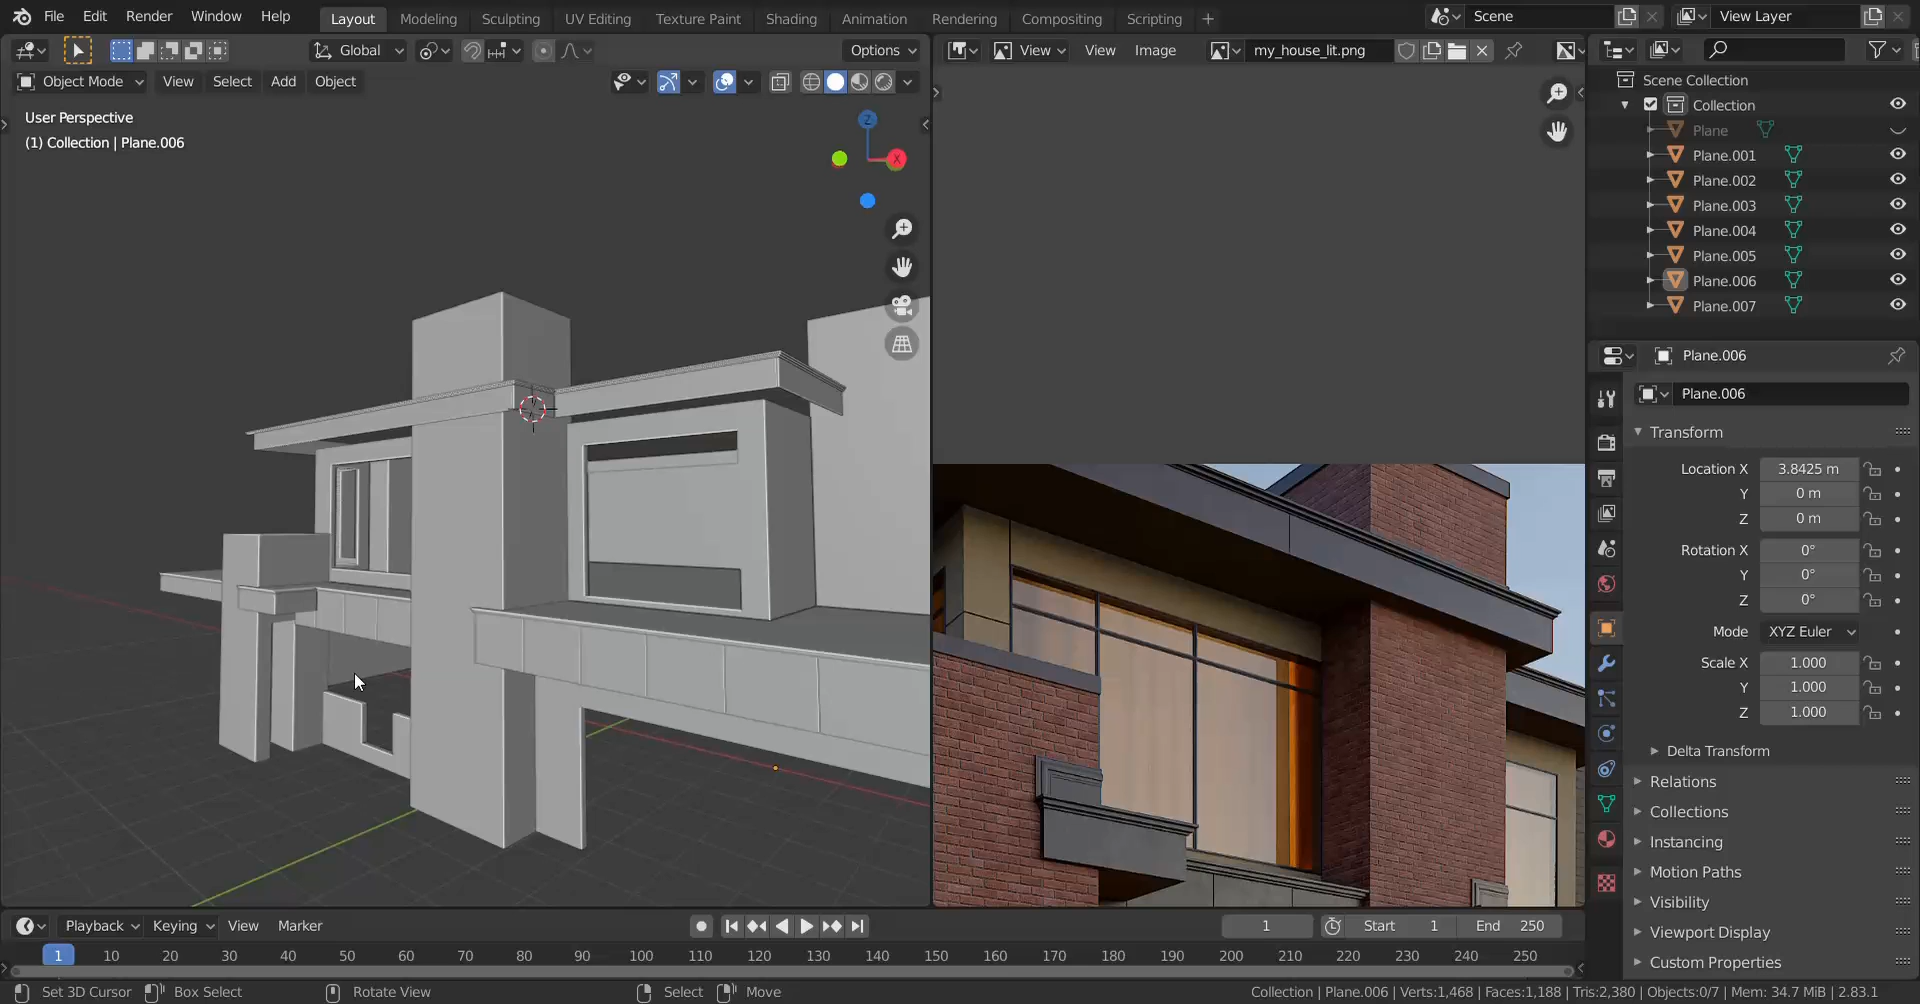 File Edit Render Window Help Layout Modeling Sculpting UV Editing Texture Paint Shading Animation Rendering Compositing Scripting + Scene View Layer
Global Options View View Image my_house_lit.png
Object Mode View Select Add Object
User Perspective
(1) Collection | Plane.006
Z
X
Scene Collection
Collection
Plane
Plane.001
Plane.002
Plane.003
Plane.004
Plane.005
Plane.006
Plane.007
Plane.006
Plane.006
Transform
Location X 3.8425 m
Y 0 m
Z 0 m
Rotation X 0°
Y 0°
Z 0°
Mode XYZ Euler
Scale X 1.000
Y 1.000
Z 1.000
Delta Transform
Relations
Collections
Instancing
Motion Paths
Visibility
Viewport Display
Custom Properties
Playback Keying View Marker 1 Start 1 End 250
1 10 20 30 40 50 60 70 80 90 100 110 120 130 140 150 160 170 180 190 200 210 220 230 240 250
Set 3D Cursor Box Select Rotate View Select Move Collection | Plane.006 | Verts:1,468 | Faces:1,188 | Tris:2,380 | Objects:0/7 | Mem: 34.7 MiB | 2.83.1